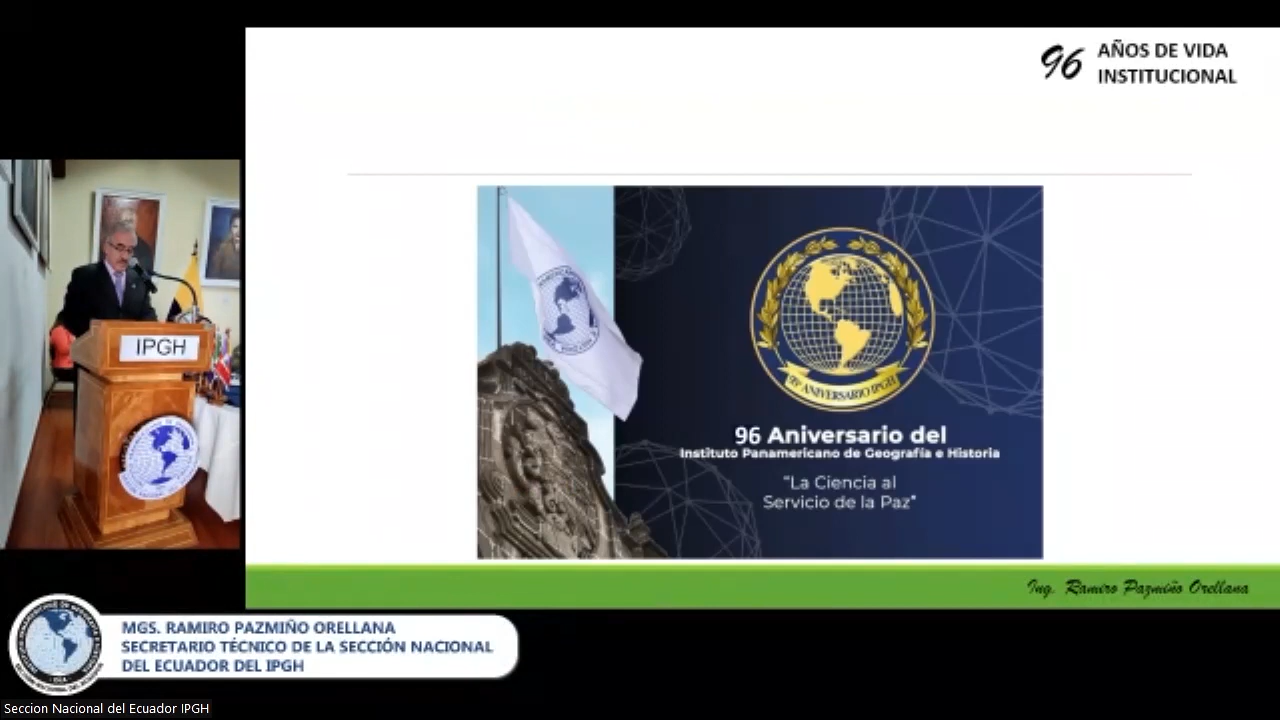 96 AÑOS DE VIDA
INSTITUCIONAL
IPGH
96 Aniversario del
Instituto Panamericano de Geografía e Historia
"La Ciencia al
Servicio de la Paz"
Ing. Ramiro Pazmiño Orellana
MGS. RAMIRO PAZMIÑO ORELLANA
SECRETARIO TÉCNICO DE LA SECCIÓN NACIONAL
DEL ECUADOR DEL IPGH
Seccion Nacional del Ecuador IPGH